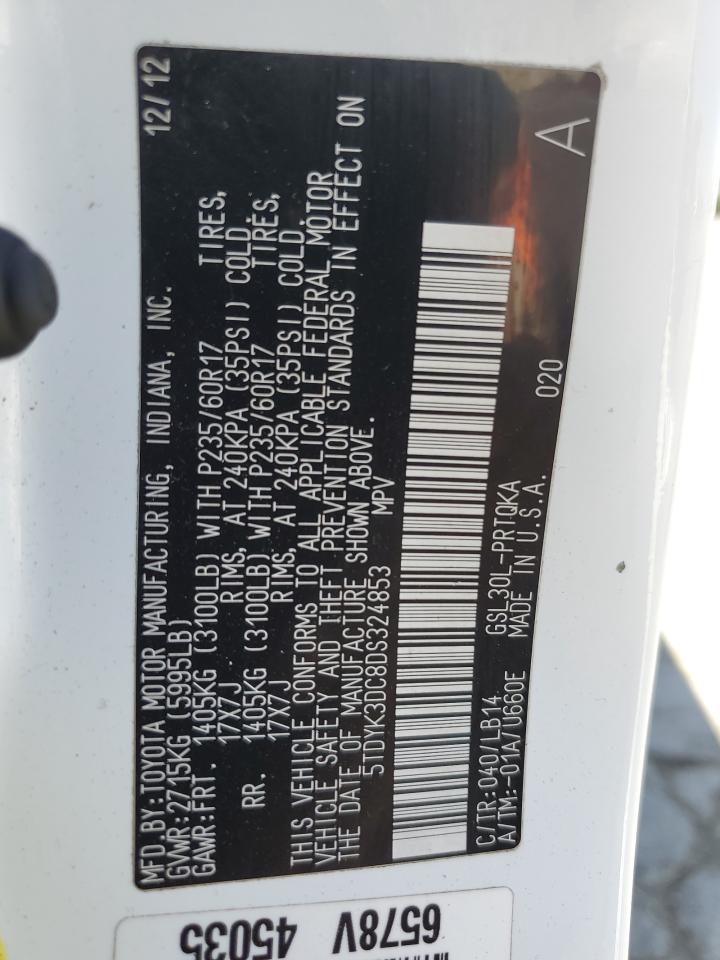 MFD.BY:TOYOTA MOTOR MANUFACTURING, INDIANA, INC. 12/12
GVWR:2715KG (5995LB)
GAWR:FRT. 1405KG (3100LB) WITH P235/60R17 TIRES,
17X7J RIMS, AT 240KPA (35PSI) COLD.
RR. 1405KG (3100LB) WITH P235/60R17 TIRES,
17X7J RIMS, AT 240KPA (35PSI) COLD.
THIS VEHICLE CONFORMS TO ALL APPLICABLE FEDERAL MOTOR
VEHICLE SAFETY AND THEFT PREVENTION STANDARDS IN EFFECT ON
THE DATE OF MANUFACTURE SHOWN ABOVE.
5TDYK3DC8DS324853 MPV
C/TR:040/LB14 GSL30L-PRTQKA 020 A
A/TM:-01A/U660E MADE IN U.S.A.
6578V
45035